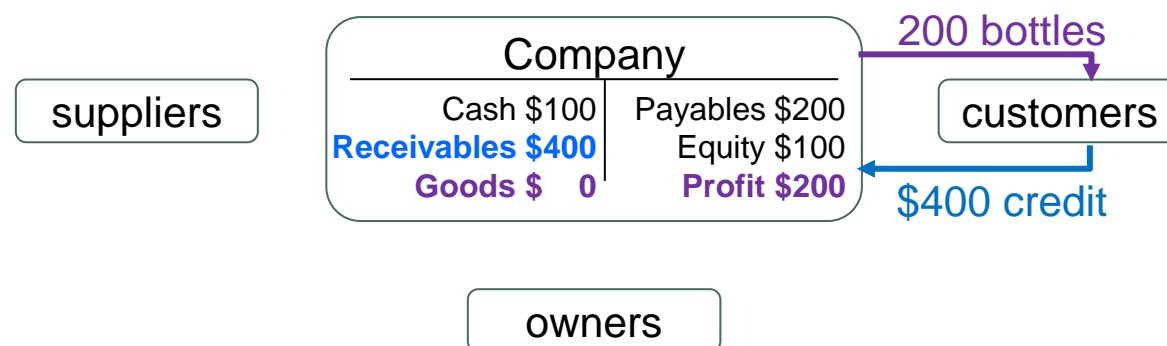 200 bottles
Company
suppliers
Cash $100 Payables $200
customers
Receivables $400 Equity $100
Goods $ 0 Profit $200
$400 credit
owners